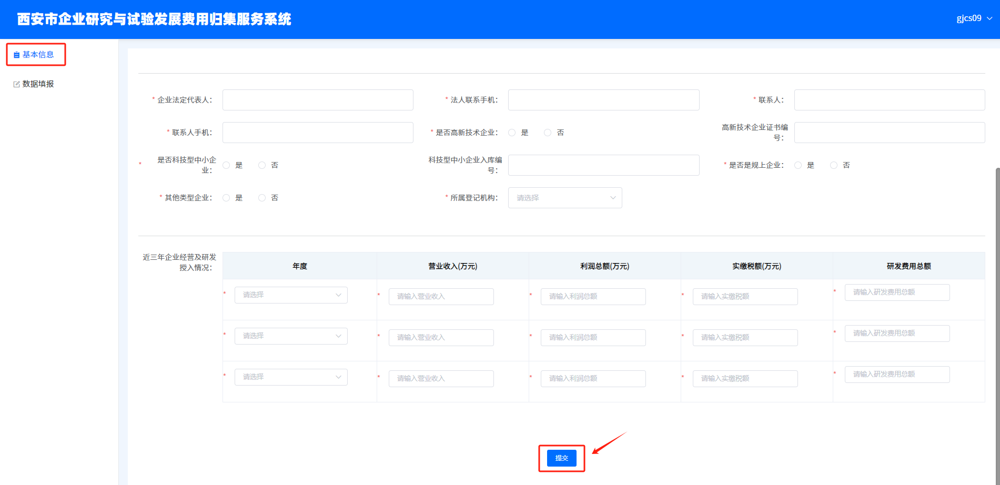 西安市企业研究与试验发展费用归集服务系统
gjcs09
基本信息
数据填报
* 企业法定代表人：
* 法人联系手机：
* 联系人：
* 联系人手机：
* 是否高新技术企业： 是 否
高新技术企业证书编
号：
* 是否科技型中小企
业： 是 否
科技型中小企业入库编
号：
* 是否是规上企业： 是 否
* 其他类型企业： 是 否
* 所属登记机构： 请选择
近三年企业经营及研发
投入情况：
年度 营业收入(万元) 利润总额(万元) 实缴税额(万元) 研发费用总额
* 请选择 * 请输入营业收入 * 请输入利润总额 * 请输入实缴税额 * 请输入研发费用总额
* 请选择 * 请输入营业收入 * 请输入利润总额 * 请输入实缴税额 * 请输入研发费用总额
* 请选择 * 请输入营业收入 * 请输入利润总额 * 请输入实缴税额 * 请输入研发费用总额
提交